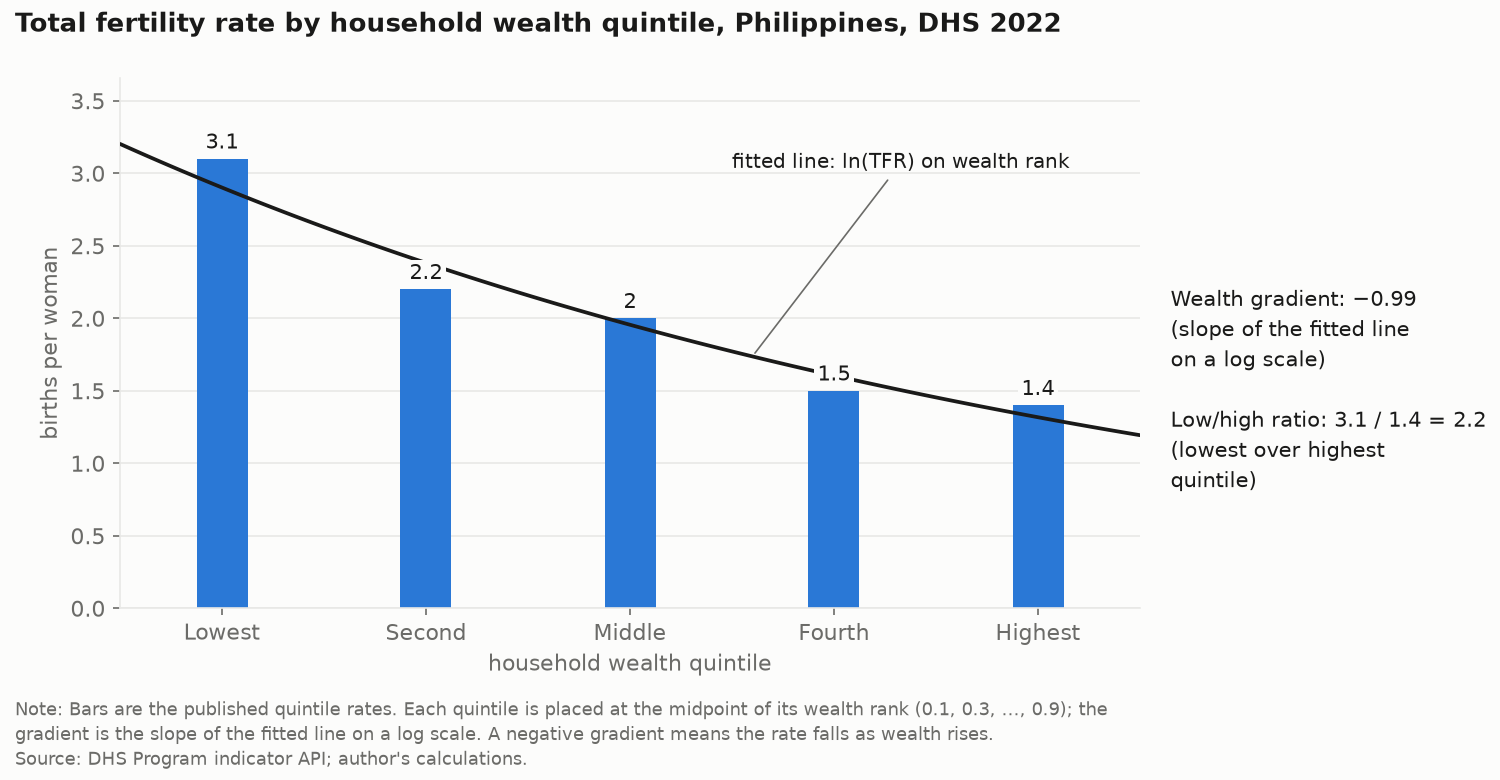 Total fertility rate by household wealth quintile, Philippines, DHS 2022
3.5
3.0
2.5
2.0
1.5
1.0
0.5
0.0
births per woman
3.1
2.2
2
1.5
1.4
fitted line: ln(TFR) on wealth rank
Lowest
Second
Middle
Fourth
Highest
household wealth quintile
Wealth gradient: −0.99
(slope of the fitted line
on a log scale)
Low/high ratio: 3.1 / 1.4 = 2.2
(lowest over highest
quintile)
Note: Bars are the published quintile rates. Each quintile is placed at the midpoint of its wealth rank (0.1, 0.3, …, 0.9); the
gradient is the slope of the fitted line on a log scale. A negative gradient means the rate falls as wealth rises.
Source: DHS Program indicator API; author's calculations.